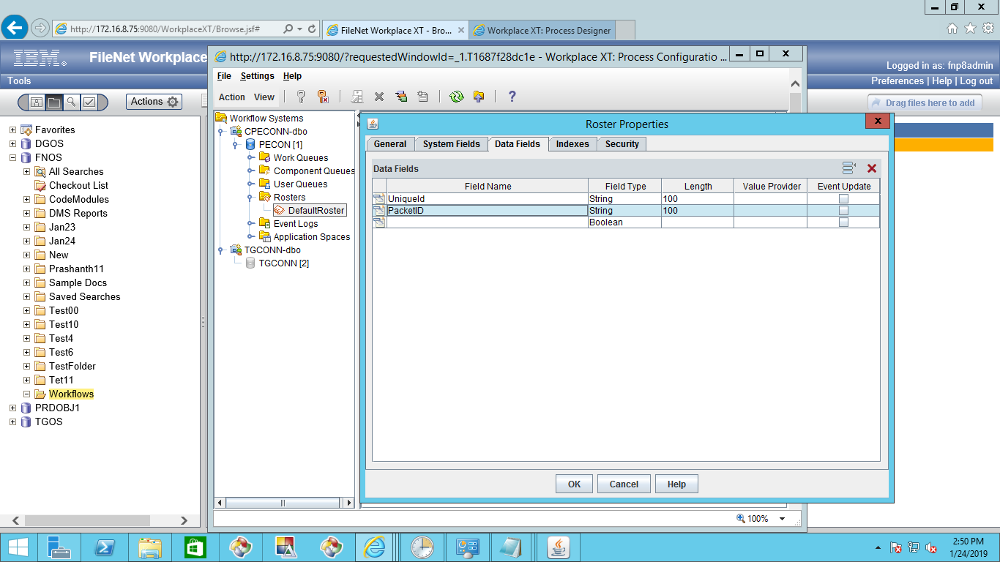 http://172.16.8.75:9080/WorkplaceXT/Browse.jsf#
FileNet Workplace XT - Bro...
Workplace XT: Process Designer
IBM.
FileNet Workplace
Logged in as: fnp8admin
Tools
Preferences | Help | Log out
Actions
Drag files here to add
Favorites
DGOS
FNOS
All Searches
Checkout List
CodeModules
DMS Reports
Jan23
Jan24
New
Prashanth11
Sample Docs
Saved Searches
Test00
Test10
Test4
Test6
TestFolder
Tet11
Workflows
PRDOBJ1
TGOS
http://172.16.8.75:9080/?requestedWindowId=_1.T1687f28dc1e - Workplace XT: Process Configuratio ...
File Settings Help
Action View
Workflow Systems
CPECONN-dbo
PECON [1]
Work Queues
Component Queues
User Queues
Rosters
DefaultRoster
Event Logs
Application Spaces
TGCONN-dbo
TGCONN [2]
Roster Properties
General System Fields Data Fields Indexes Security
Data Fields
Field Name Field Type Length Value Provider Event Update
UniqueId String 100
PacketID String 100
Boolean
OK Cancel Help
100%
2:50 PM
1/24/2019